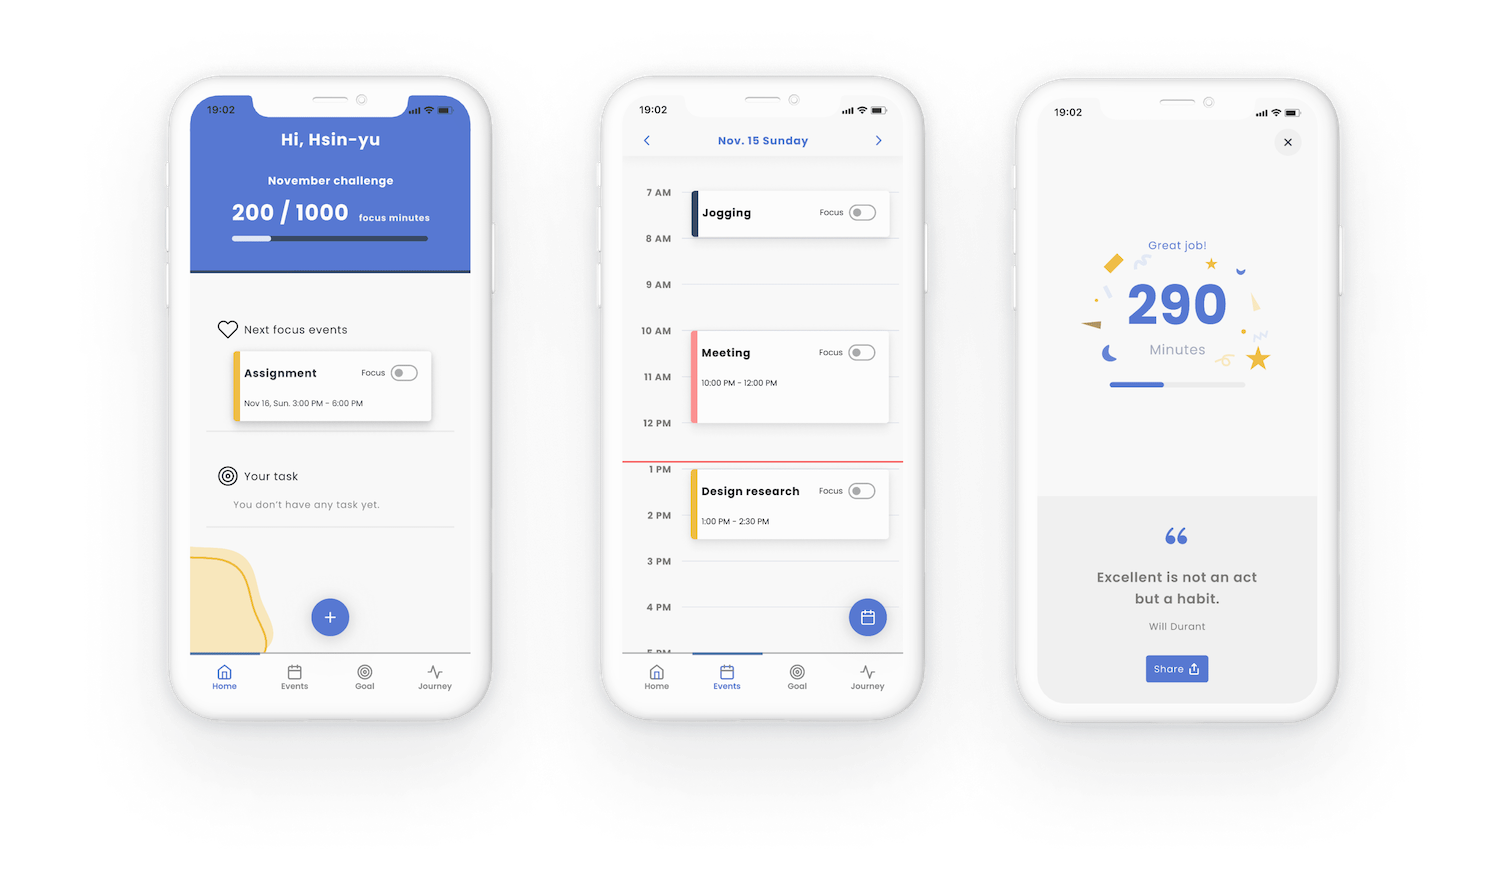 19:02
Hi, Hsin-yu
November challenge
200 / 1000 focus minutes
Next focus events
Assignment Focus
Nov 16, Sun. 3:00 PM - 6:00 PM
Your task
You don't have any task yet.
Home Events Goal Journey
19:02
Nov. 15 Sunday
7 AM
Jogging Focus
8 AM
9 AM
10 AM
Meeting Focus
11 AM
10:00 PM - 12:00 PM
12 PM
1 PM
Design research Focus
2 PM
1:00 PM - 2:30 PM
3 PM
4 PM
5 PM
Home Events Goal Journey
19:02
Great job!
290
Minutes
“
Excellent is not an act
but a habit.
Will Durant
Share